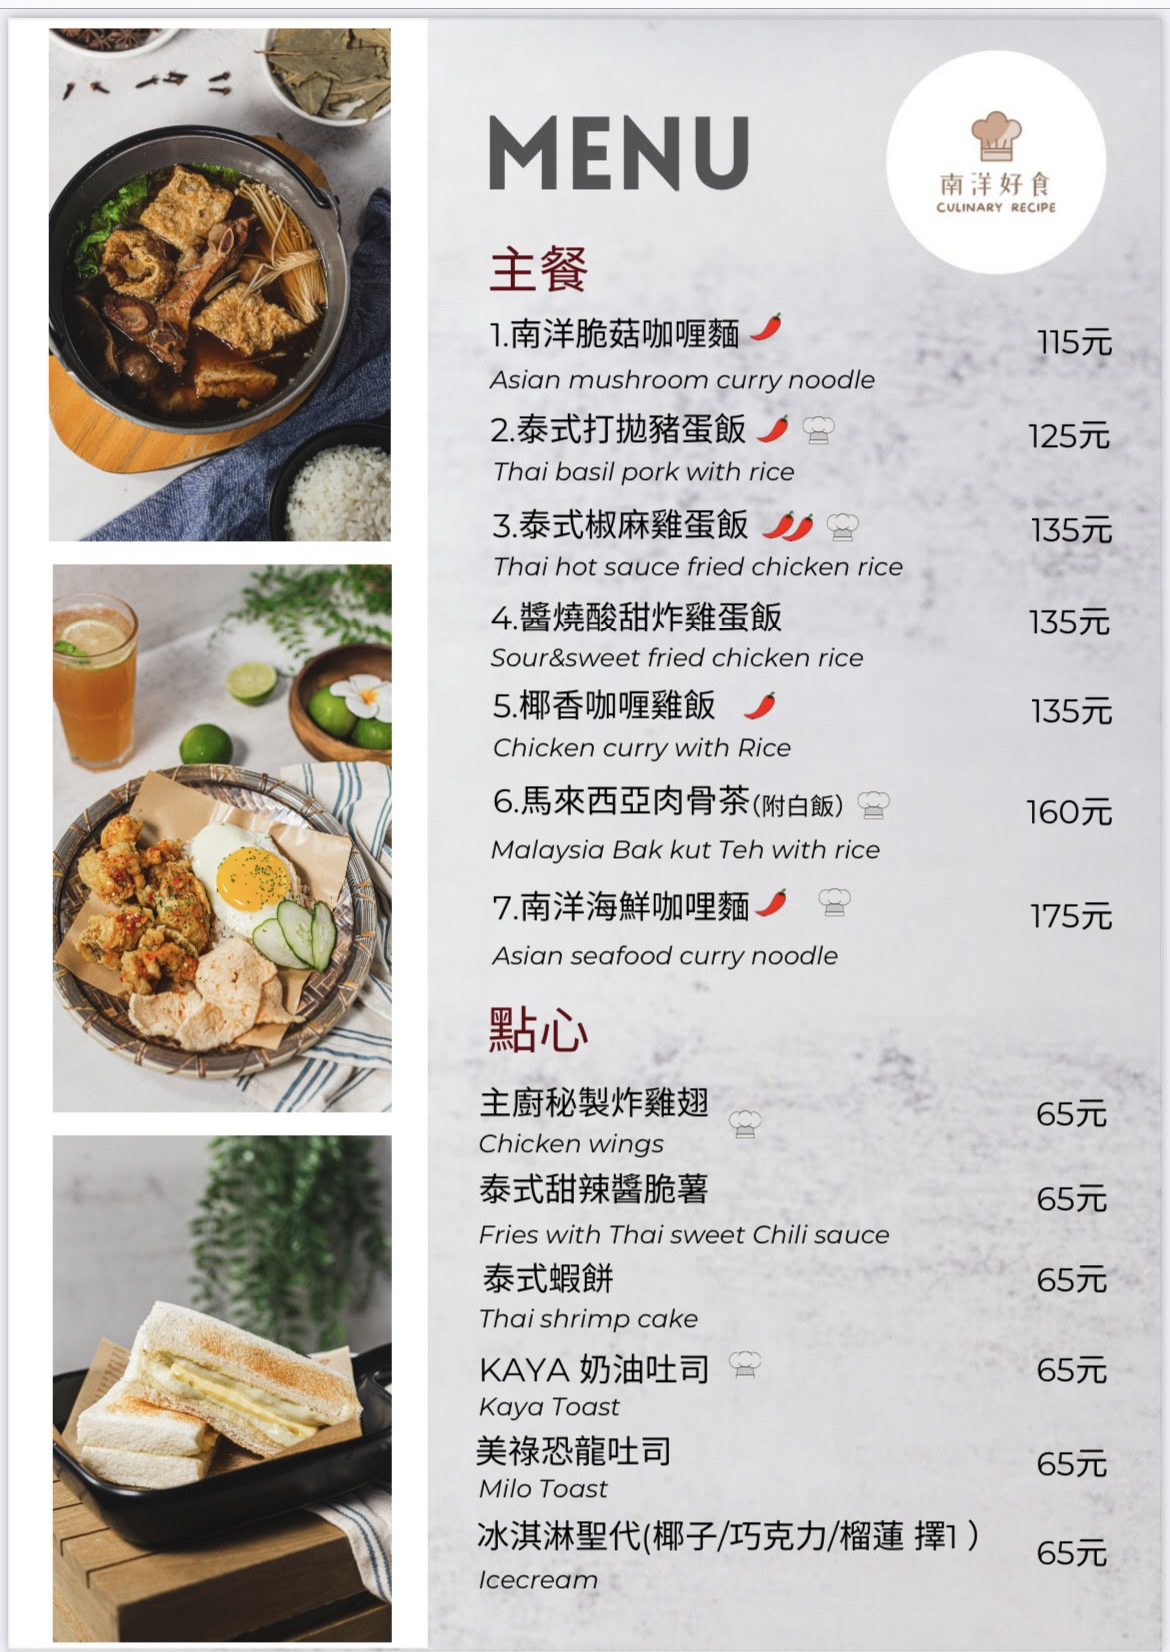 MENU
南洋好食
CULINARY RECIPE
主餐
1.南洋脆菇咖喱麵 115元
Asian mushroom curry noodle
2.泰式打拋豬蛋飯 125元
Thai basil pork with rice
3.泰式椒麻雞蛋飯 135元
Thai hot sauce fried chicken rice
4.醬燒酸甜炸雞蛋飯 135元
Sour&sweet fried chicken rice
5.椰香咖喱雞飯 135元
Chicken curry with Rice
6.馬來西亞肉骨茶(附白飯) 160元
Malaysia Bak kut Teh with rice
7.南洋海鮮咖哩麵 175元
Asian seafood curry noodle
點心
主廚秘製炸雞翅 65元
Chicken wings
泰式甜辣醬脆薯 65元
Fries with Thai sweet Chili sauce
泰式蝦餅 65元
Thai shrimp cake
KAYA 奶油吐司 65元
Kaya Toast
美祿恐龍吐司 65元
Milo Toast
冰淇淋聖代(椰子/巧克力/榴蓮 擇1 ) 65元
Icecream